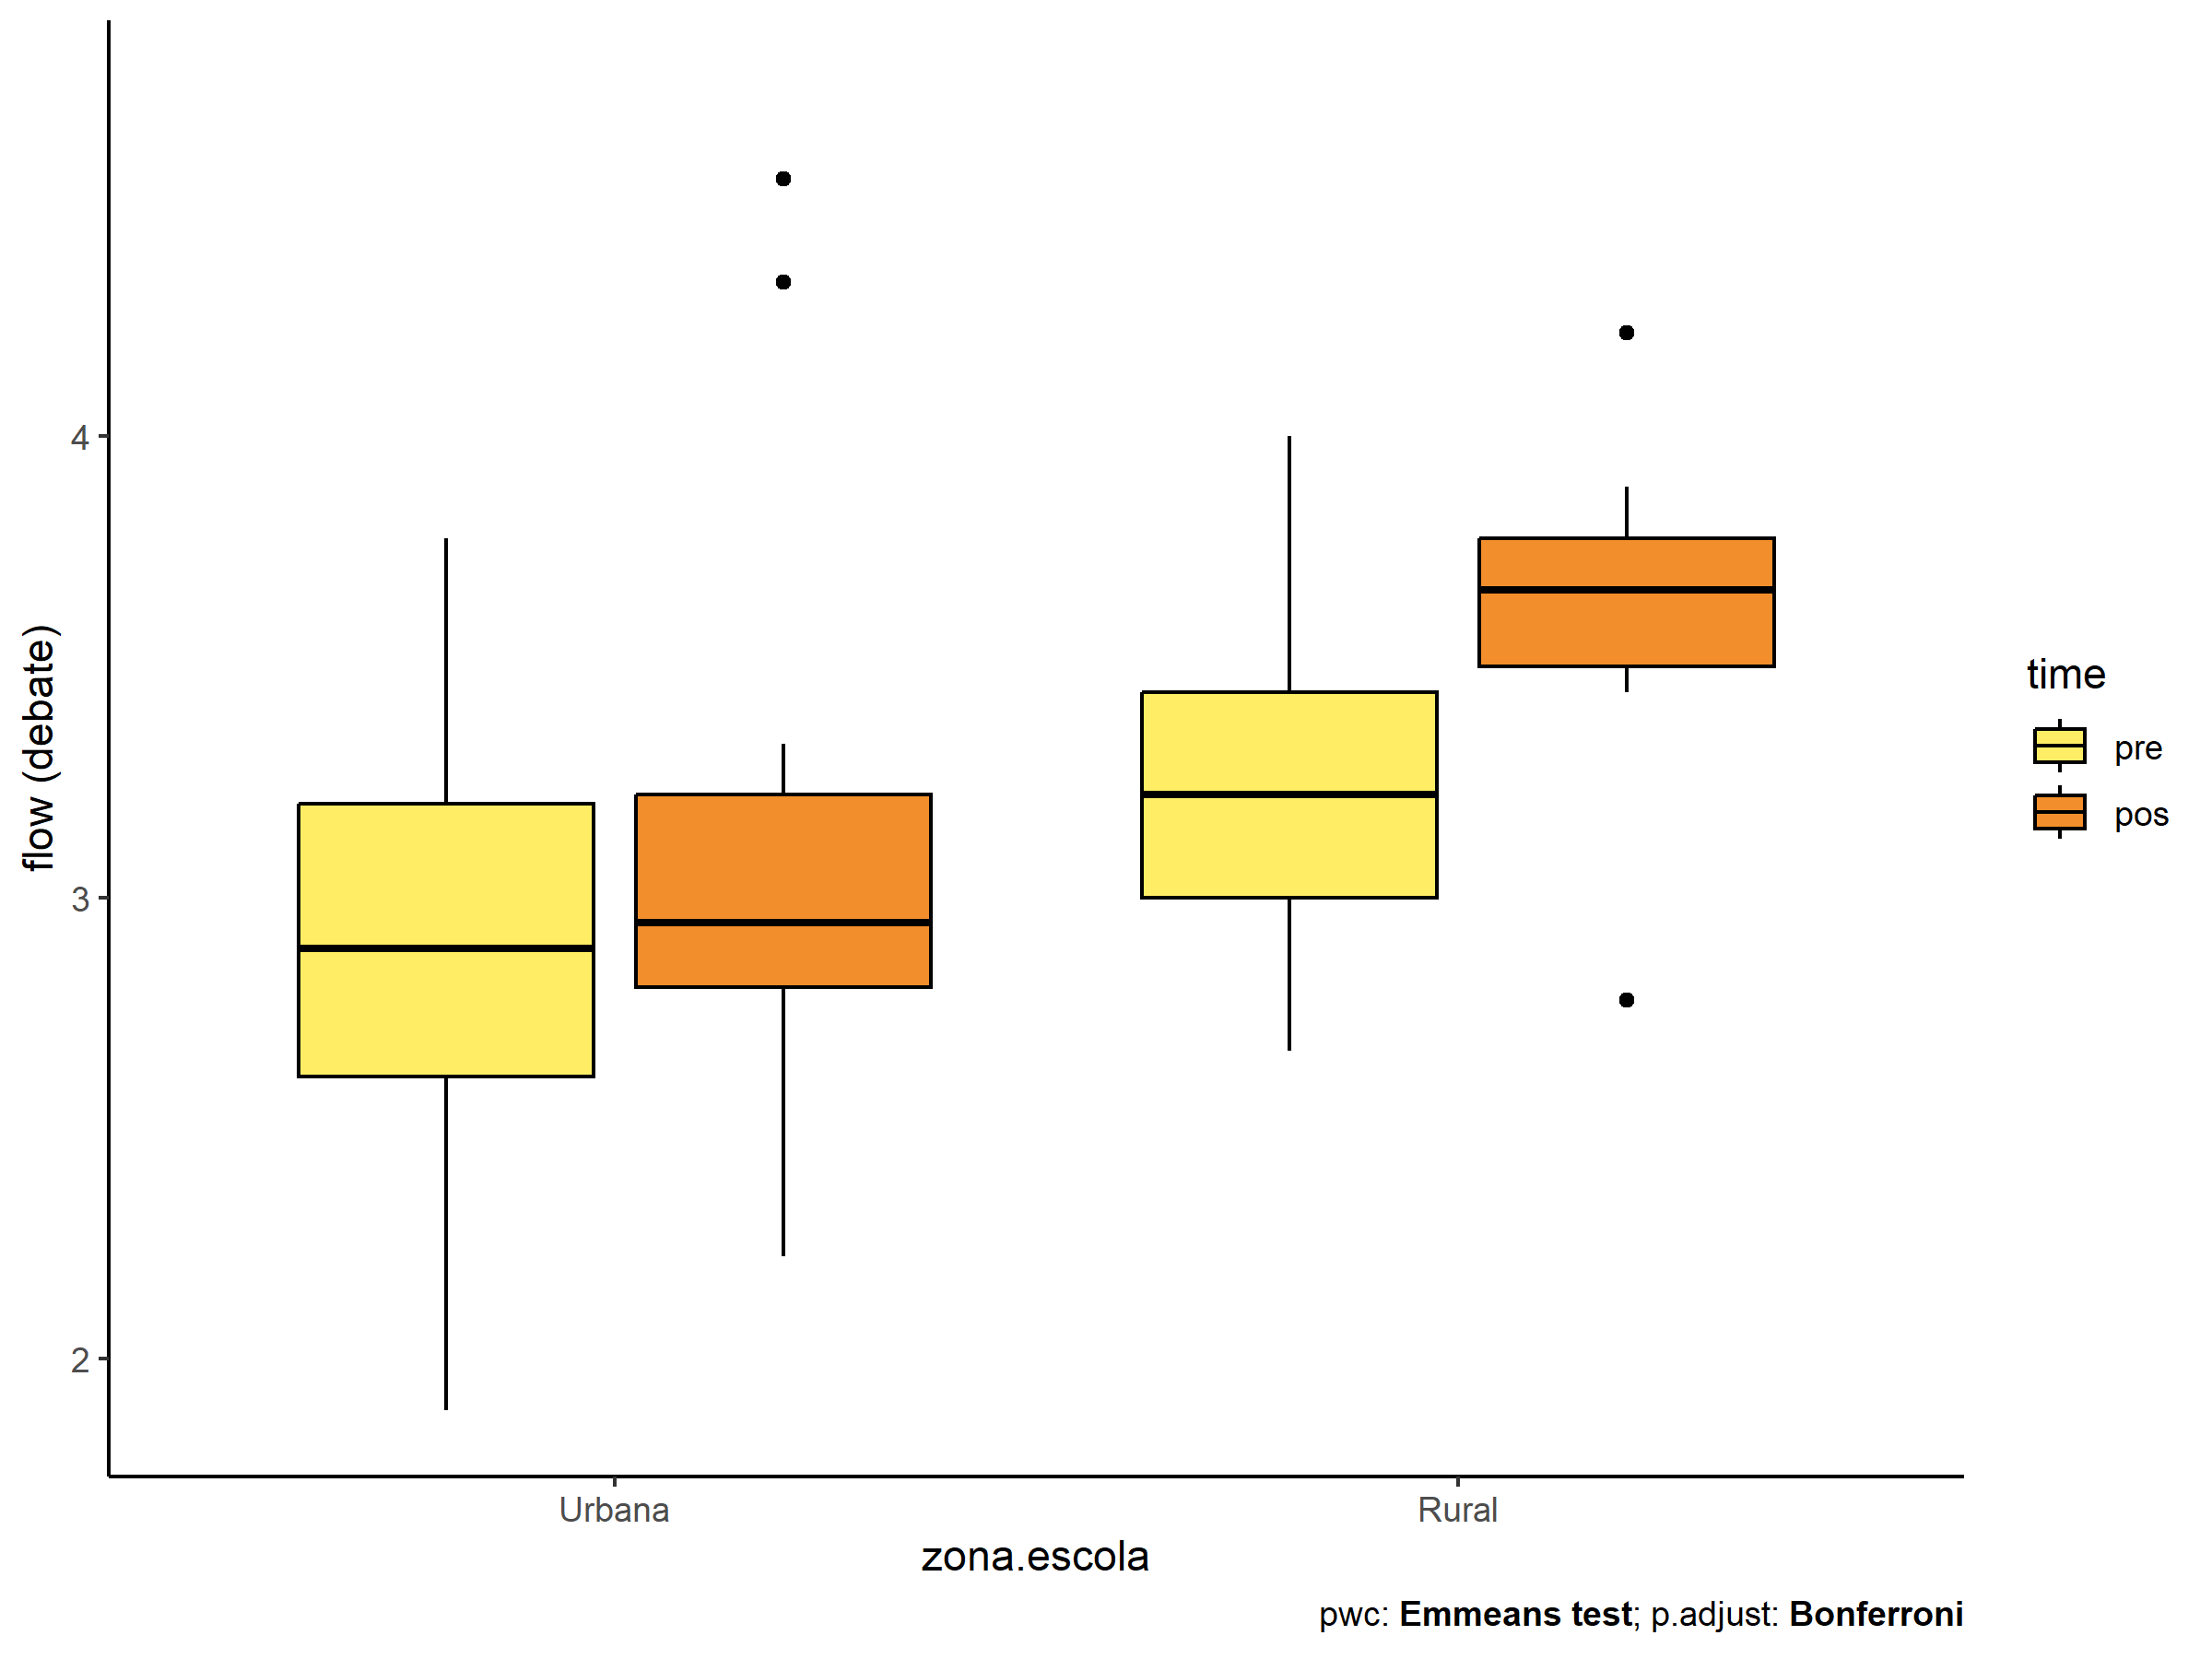 flow (debate)
4
3
2
Urbana
Rural
zona.escola
time
pre
pos
pwc: Emmeans test; p.adjust: Bonferroni